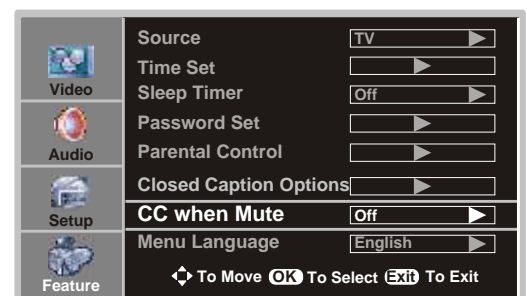 Video
Audio
Setup
Feature
Source TV
Time Set
Sleep Timer Off
Password Set
Parental Control
Closed Caption Options
CC when Mute Off
Menu Language English
To Move OK To Select Exit To Exit